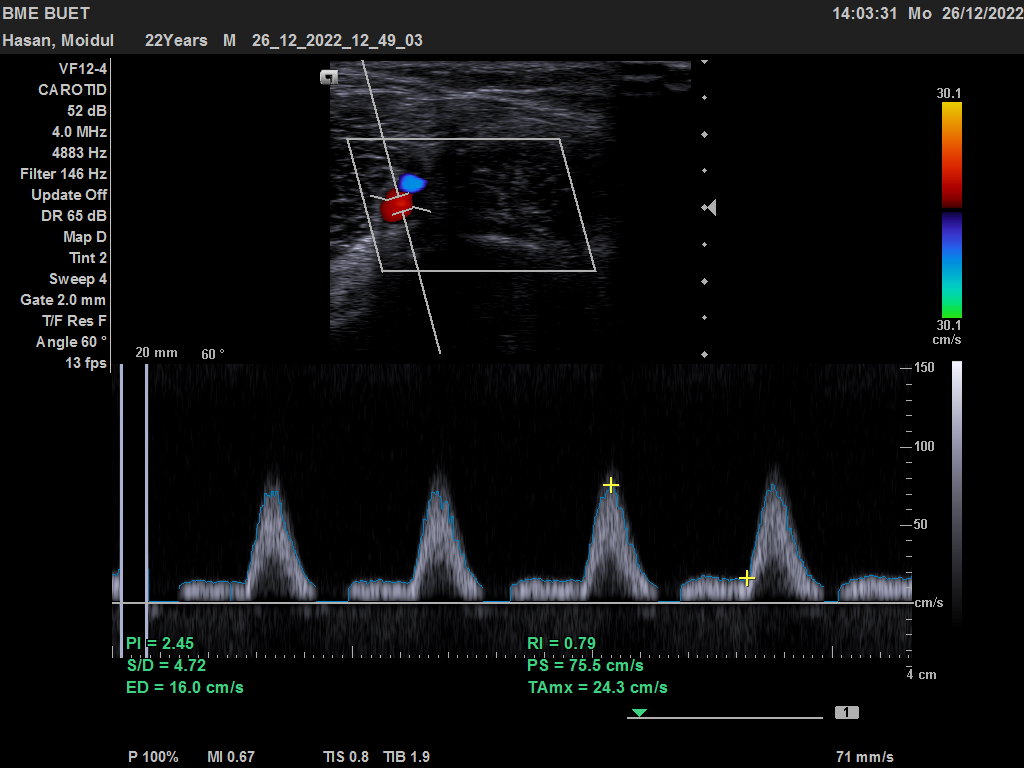 BME BUET
14:03:31 Mo 26/12/2022
Hasan, Moidul 22Years M 26_12_2022_12_49_03
VF12-4
CAROTID
52 dB
4.0 MHz
4883 Hz
Filter 146 Hz
Update Off
DR 65 dB
Map D
Tint 2
Sweep 4
Gate 2.0 mm
T/F Res F
Angle 60 °
13 fps
30.1
30.1
cm/s
20 mm 60 °
150
100
50
cm/s
4 cm
PI = 2.45
S/D = 4.72
ED = 16.0 cm/s
RI = 0.79
PS = 75.5 cm/s
TAmx = 24.3 cm/s
1
P 100% MI 0.67 TIS 0.8 TIB 1.9 71 mm/s